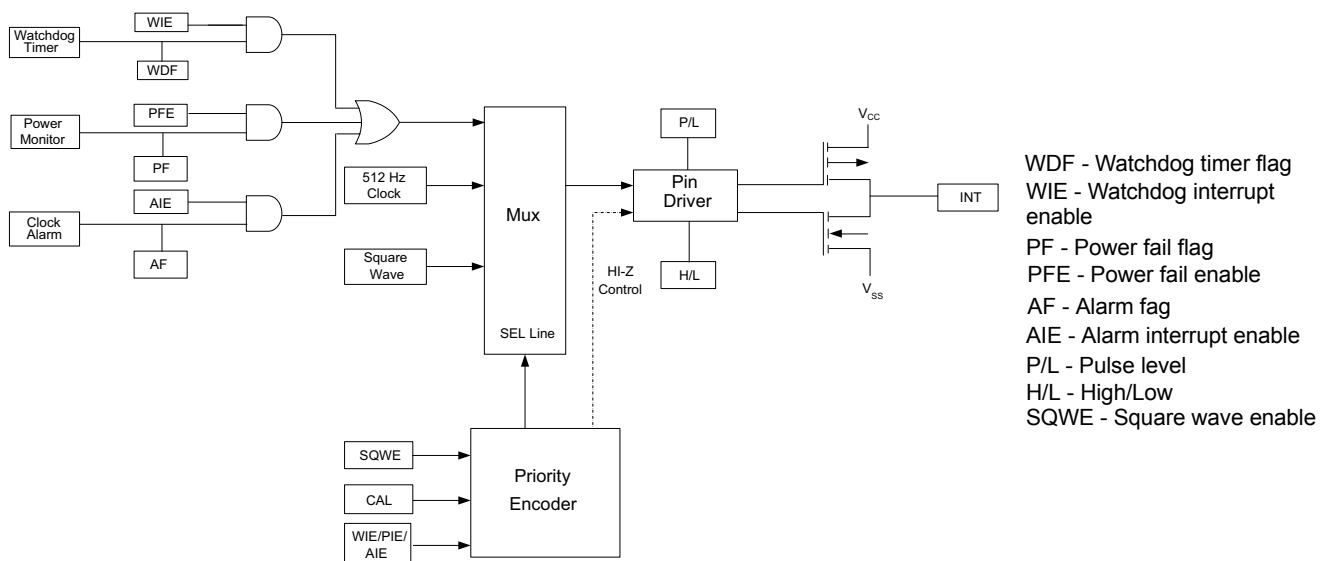 WIE
Watchdog
Timer
WDF
PFE
Power
Monitor
PF
AIE
Clock
Alarm
AF
512 Hz
Clock
Square
Wave
Mux
SEL Line
P/L
Pin
Driver
H/L
HI-Z
Control
VCC
VSS
INT
SQWE
CAL
WIE/PIE/
AIE
Priority
Encoder
WDF - Watchdog timer flag
WIE - Watchdog interrupt
enable
PF - Power fail flag
PFE - Power fail enable
AF - Alarm fag
AIE - Alarm interrupt enable
P/L - Pulse level
H/L - High/Low
SQWE - Square wave enable